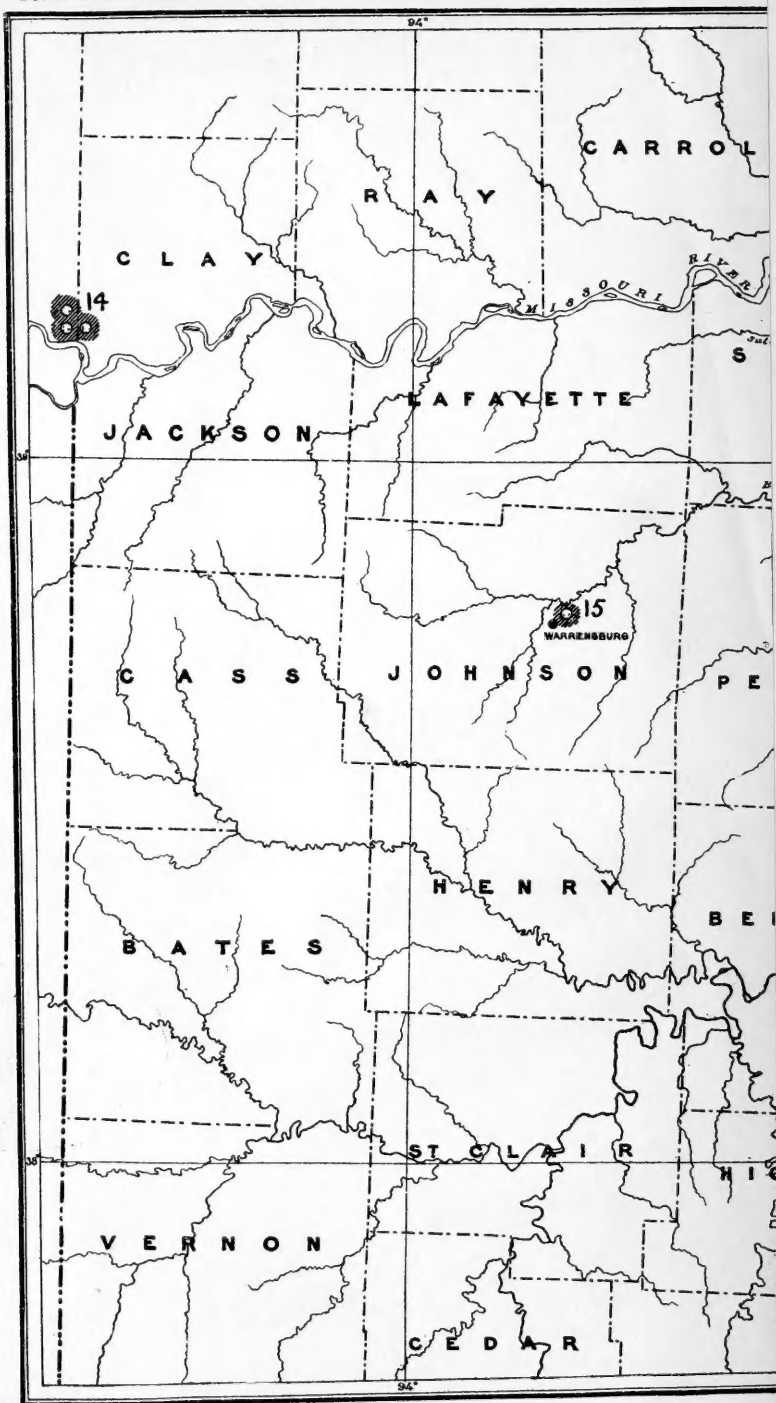 94°
CARROL
RAY
CLAY
MISSOURI RIVER
14
S
LAFAYETTE
JACKSON
39°
15
WARRENSBURG
CASS
JOHNSON
PE
HENRY
BATES
BE
38°
ST CLAIR
HIG
VERNON
CEDAR
94°